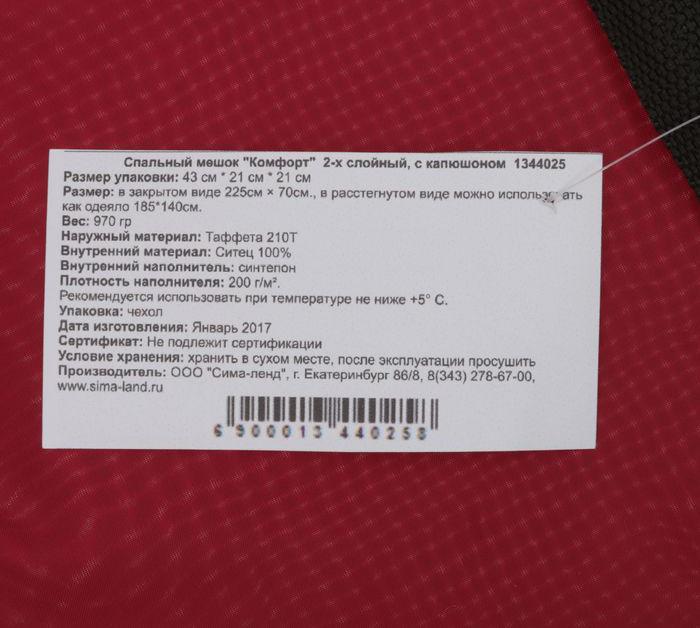 Спальный мешок "Комфорт" 2-х слойный, с капюшоном 1344025
Размер упаковки: 43 см * 21 см * 21 см
Размер: в закрытом виде 225см × 70см., в расстегнутом виде можно использовать
как одеяло 185*140см.
Вес: 970 гр
Наружный материал: Таффета 210Т
Внутренний материал: Ситец 100%
Внутренний наполнитель: синтепон
Плотность наполнителя: 200 г/м².
Рекомендуется использовать при температуре не ниже +5° С.
Упаковка: чехол
Дата изготовления: Январь 2017
Сертификат: Не подлежит сертификации
Условие хранения: хранить в сухом месте, после эксплуатации просушить
Производитель: ООО "Сима-ленд", г. Екатеринбург 86/8, 8(343) 278-67-00,
www.sima-land.ru
6 900013 440258